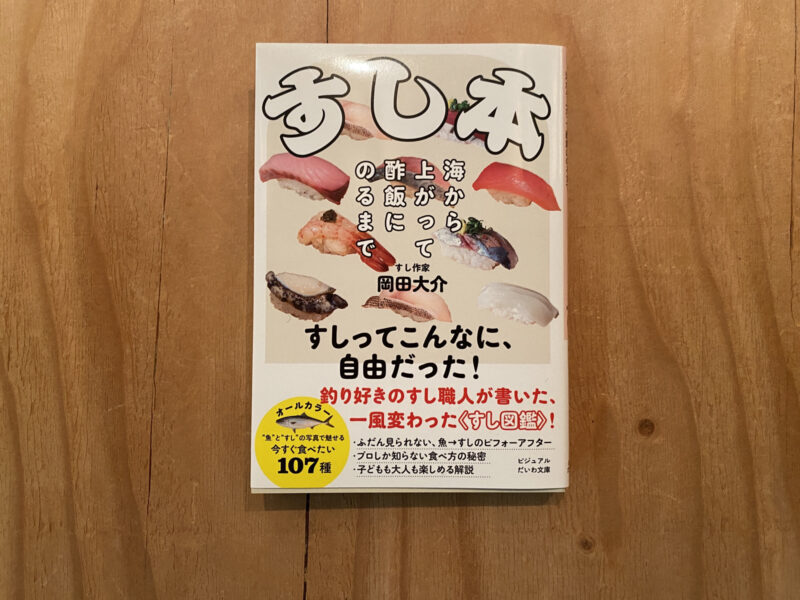 すし本
海から
上がって
酢飯に
のるまで
すし作家
岡田大介
すしってこんなに、
自由だった!
釣り好きのすし職人が書いた、
一風変わった〈すし図鑑〉!
オールカラー
"魚"と"すし"の写真で魅せる
今すぐ食べたい
107種
・ふだん見られない、魚→すしのビフォーアフター
・プロしか知らない食べ方の秘密
・子どもも大人も楽しめる解説
ビジュアル
だいわ文庫